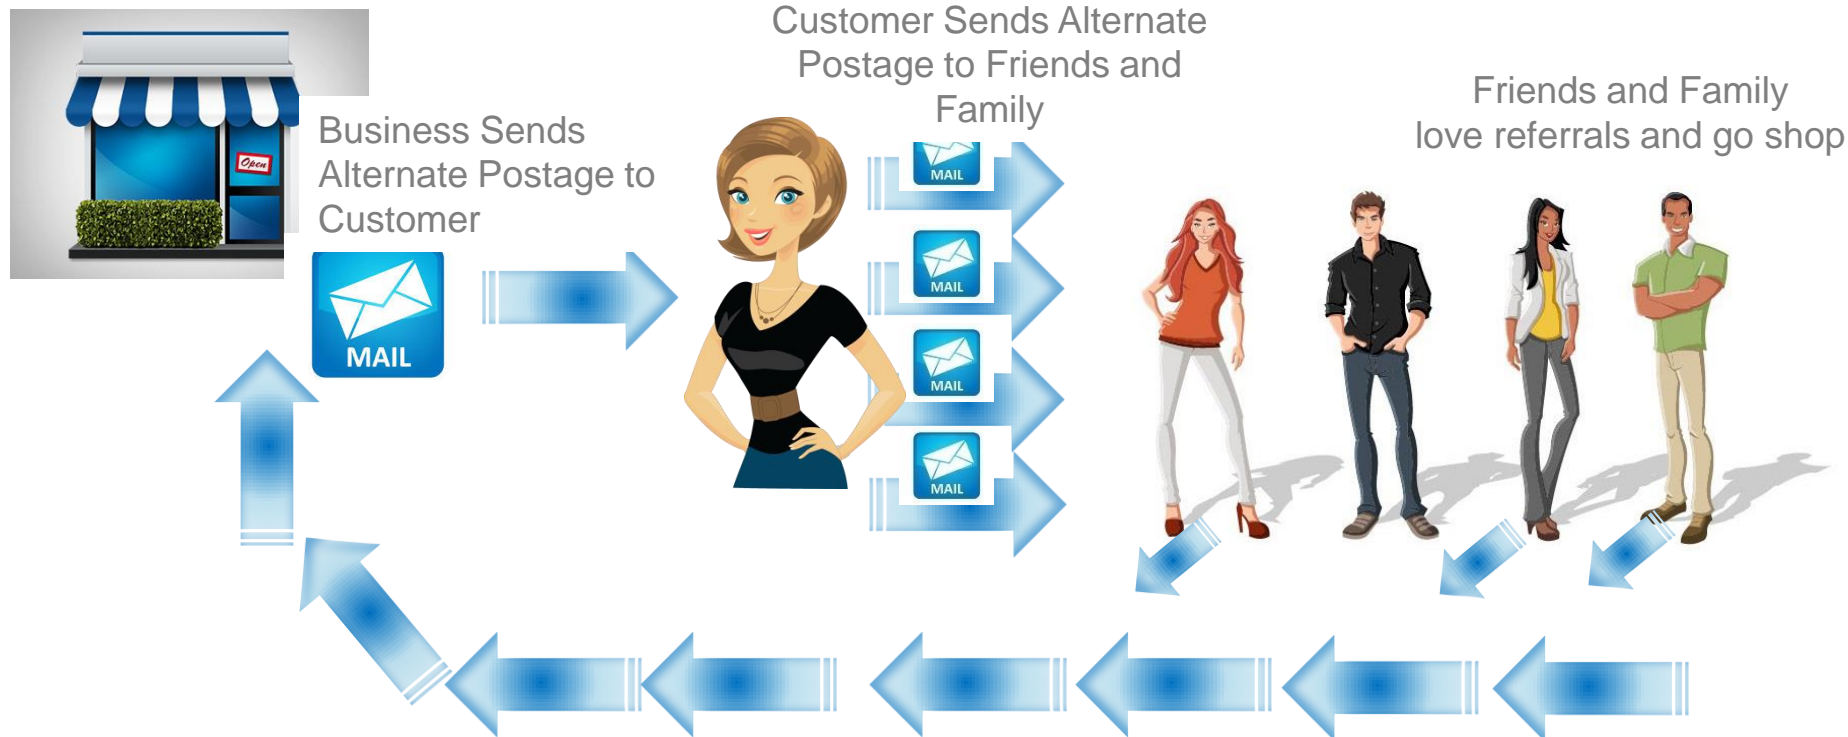 Open
Business Sends
Alternate Postage to
Customer
MAIL
Customer Sends Alternate
Postage to Friends and
Family
MAIL
MAIL
MAIL
MAIL
Friends and Family
love referrals and go shop